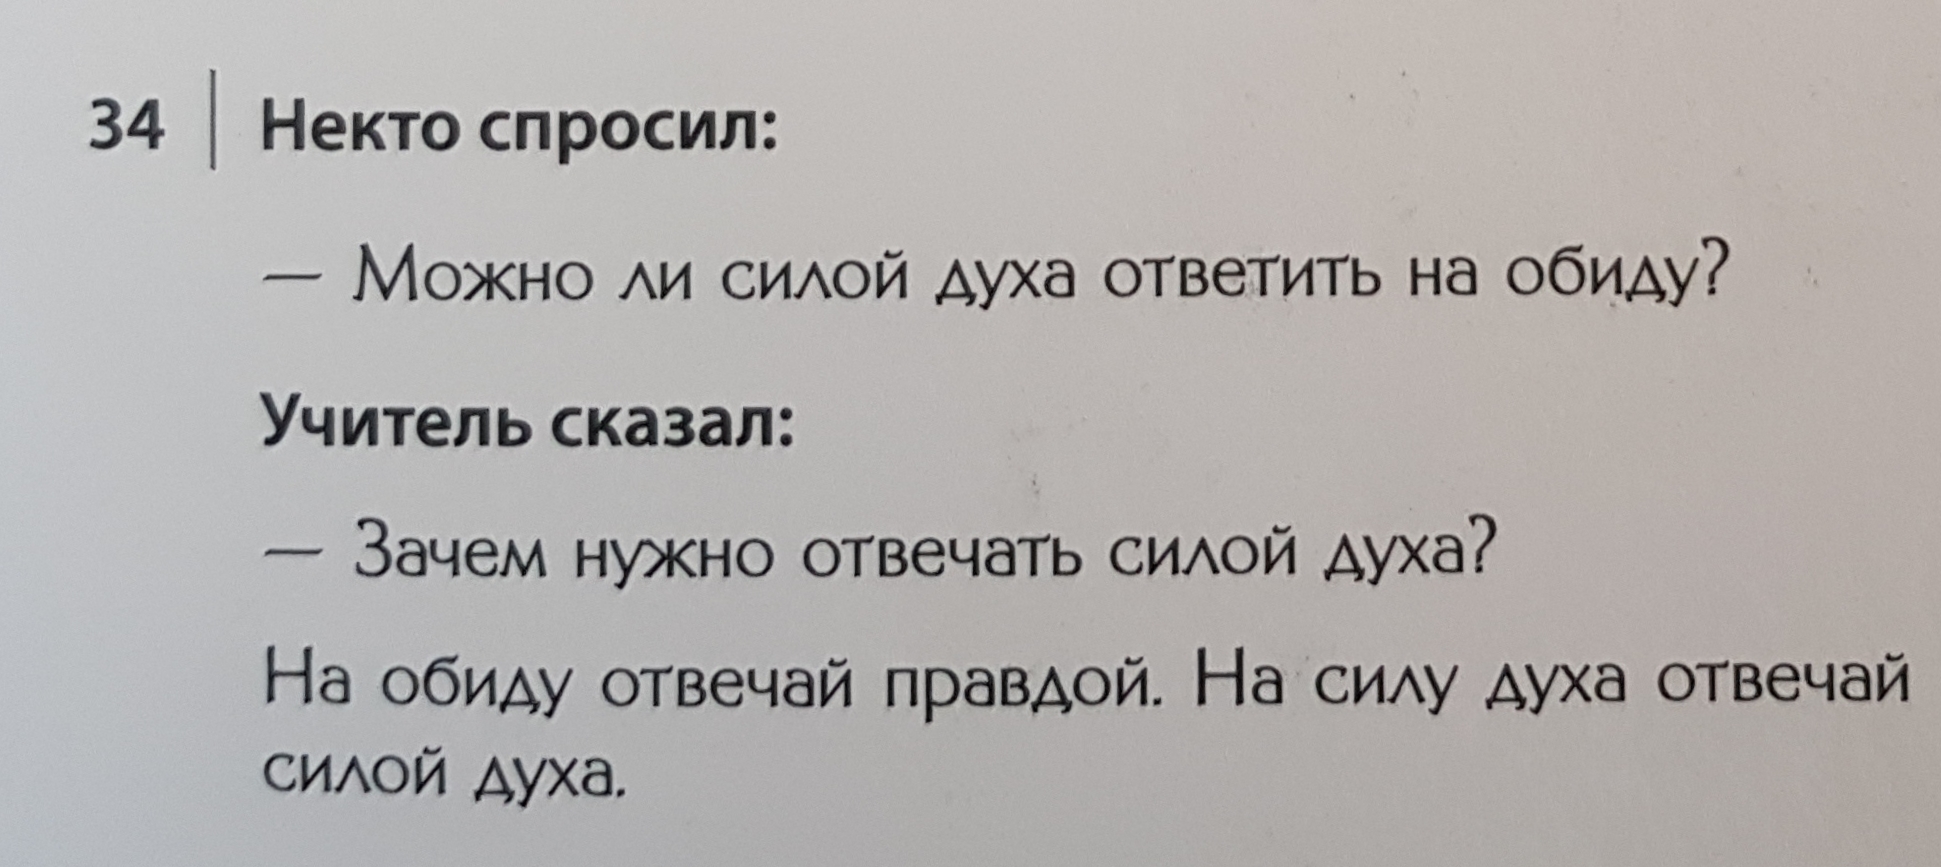 34 Некто спросил:
— Можно ли силой духа ответить на обиду?
Учитель сказал:
— Зачем нужно отвечать силой духа?
На обиду отвечай правдой. На силу духа отвечай
силой духа.